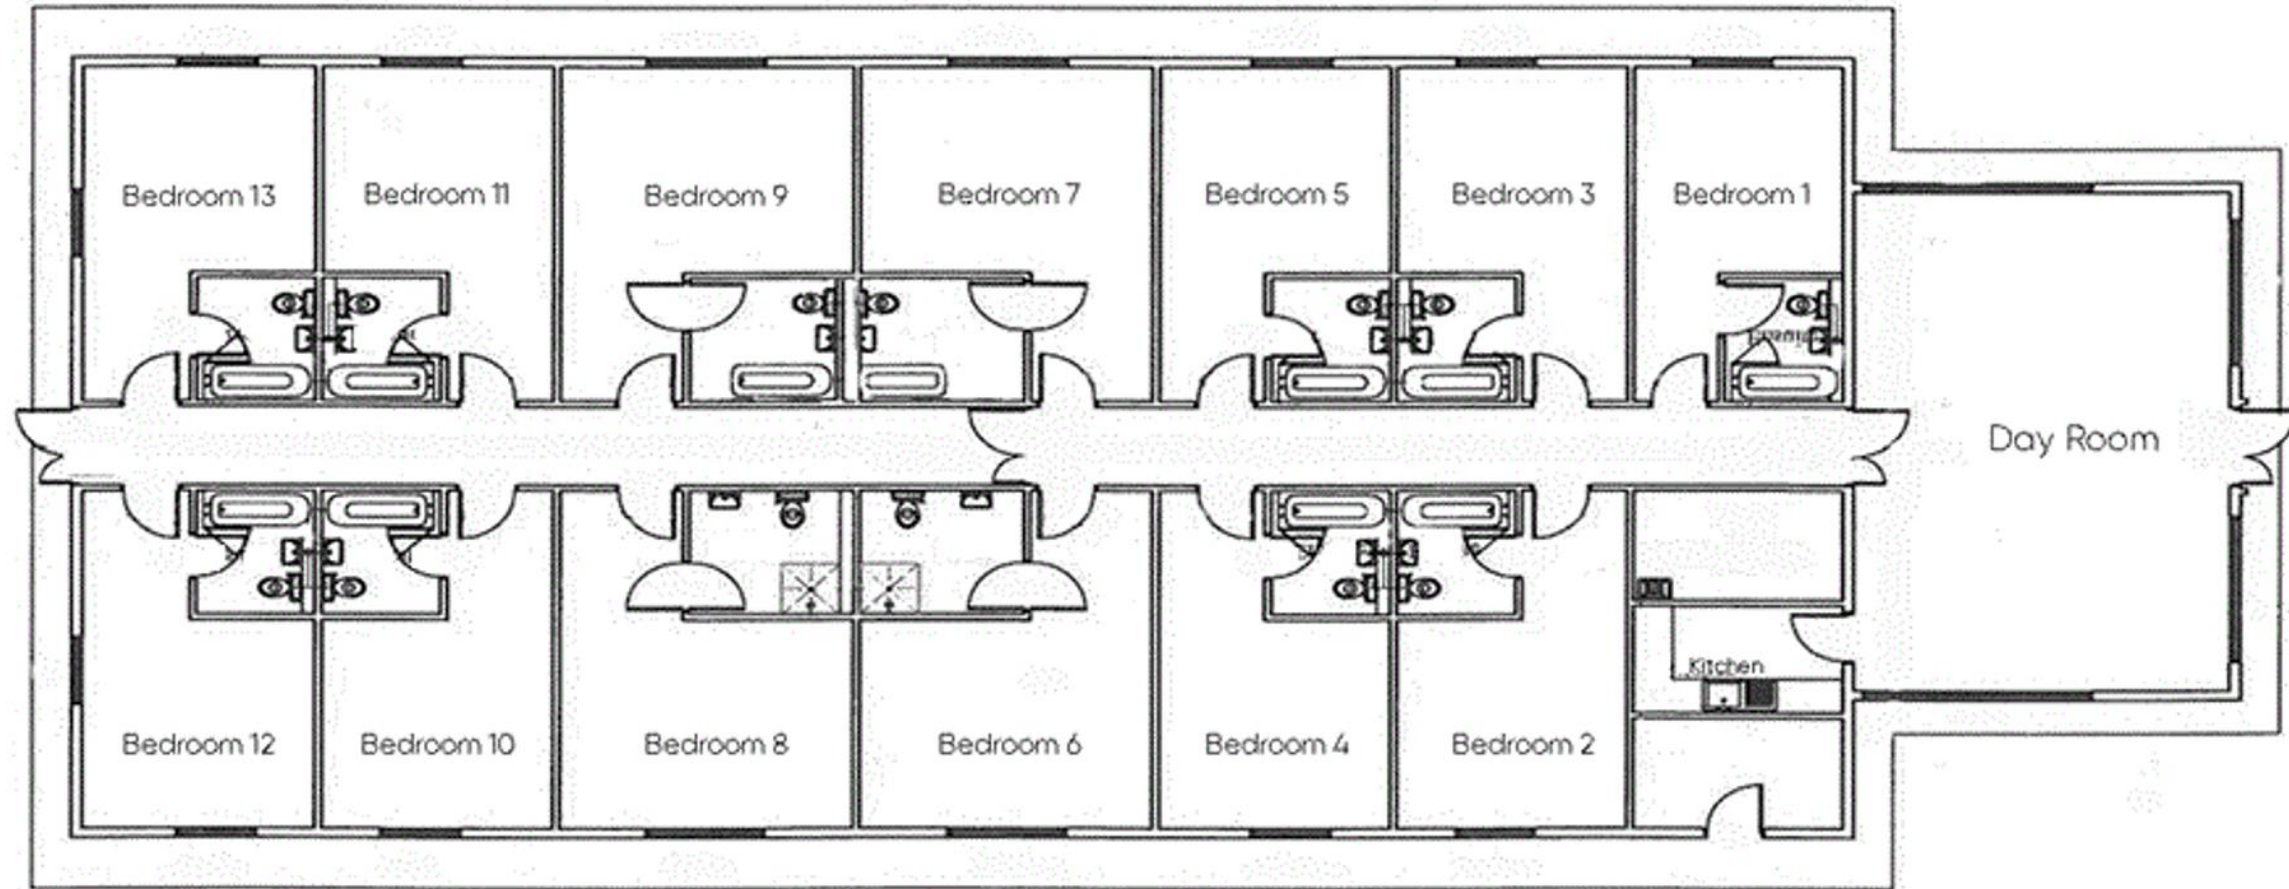 Bedroom 13
Bedroom 11
Bedroom 9
Bedroom 7
Bedroom 5
Bedroom 3
Bedroom 1
Day Room
Kitchen
Bedroom 12
Bedroom 10
Bedroom 8
Bedroom 6
Bedroom 4
Bedroom 2